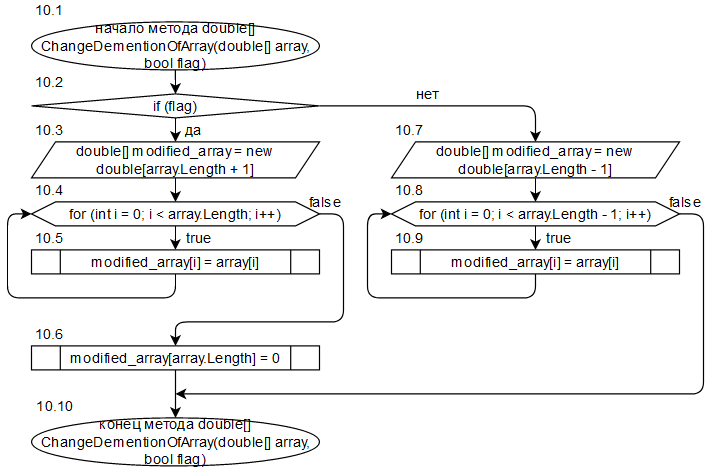 10.1
начало метода double[]
ChangeDementionOfArray(double[] array,
bool flag)
10.2
if (flag)
нет
да
10.3
double[] modified_array = new
double[array.Length + 1]
10.4
for (int i = 0; i < array.Length; i++)
false
true
10.5
modified_array[i] = array[i]
10.6
modified_array[array.Length] = 0
10.7
double[] modified_array = new
double[array.Length - 1]
10.8
for (int i = 0; i < array.Length - 1; i++)
false
true
10.9
modified_array[i] = array[i]
10.10
конец метода double[]
ChangeDementionOfArray(double[] array,
bool flag)